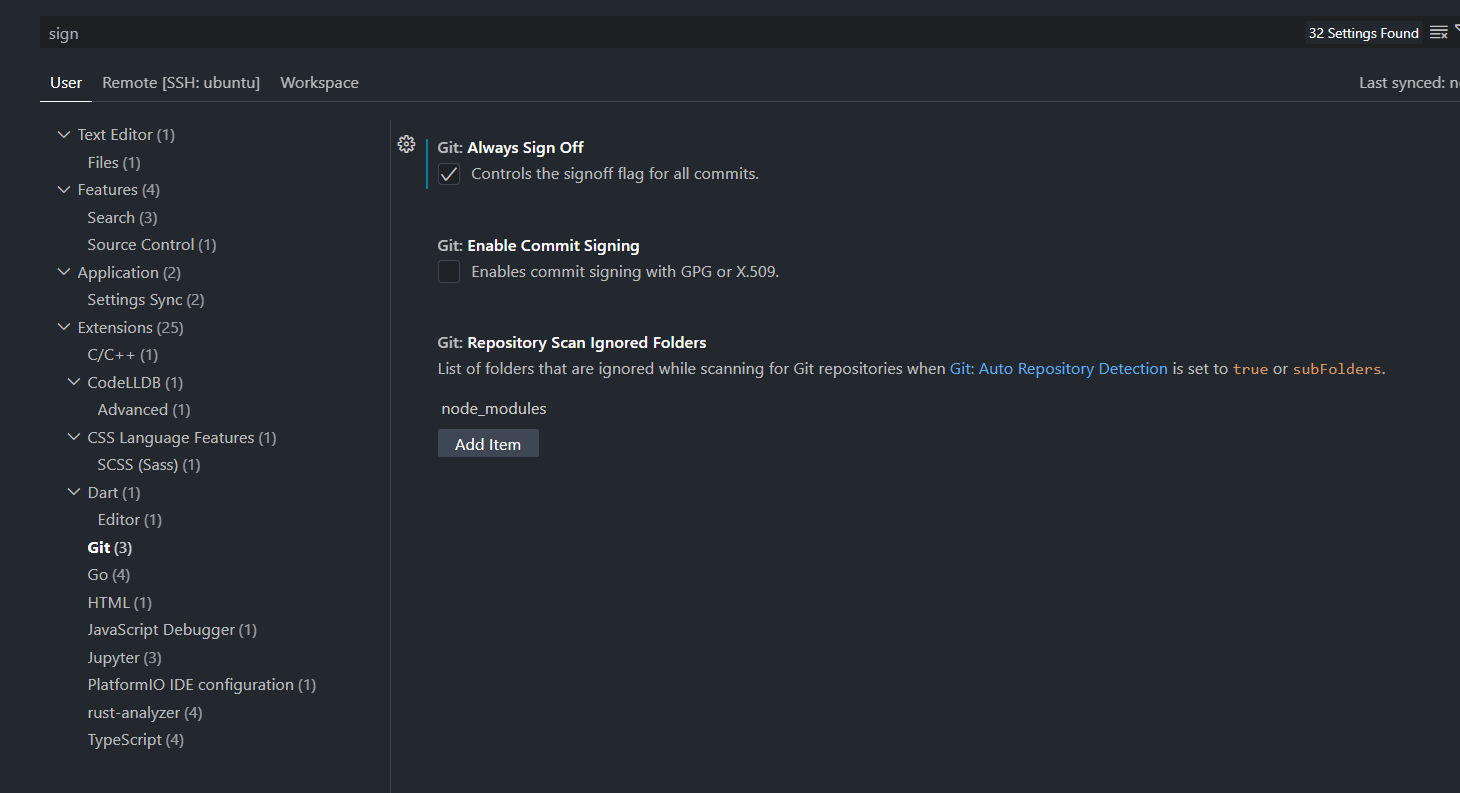 sign
32 Settings Found
User Remote [SSH: ubuntu] Workspace
Last synced:
Text Editor (1)
Files (1)
Features (4)
Search (3)
Source Control (1)
Application (2)
Settings Sync (2)
Extensions (25)
C/C++ (1)
CodeLLDB (1)
Advanced (1)
CSS Language Features (1)
SCSS (Sass) (1)
Dart (1)
Editor (1)
Git (3)
Go (4)
HTML (1)
JavaScript Debugger (1)
Jupyter (3)
PlatformIO IDE configuration (1)
rust-analyzer (4)
TypeScript (4)
Git: Always Sign Off
Controls the signoff flag for all commits.
Git: Enable Commit Signing
Enables commit signing with GPG or X.509.
Git: Repository Scan Ignored Folders
List of folders that are ignored while scanning for Git repositories when Git: Auto Repository Detection is set to true or subFolders.
node_modules
Add Item